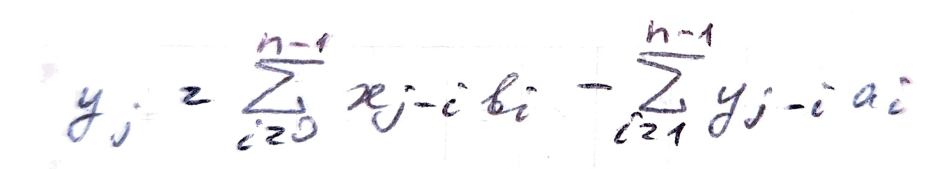 y_j = \sum_{i=0}^{n-1} x_{j-i} b_i - \sum_{i=1}^{n-1} y_{j-i} a_i